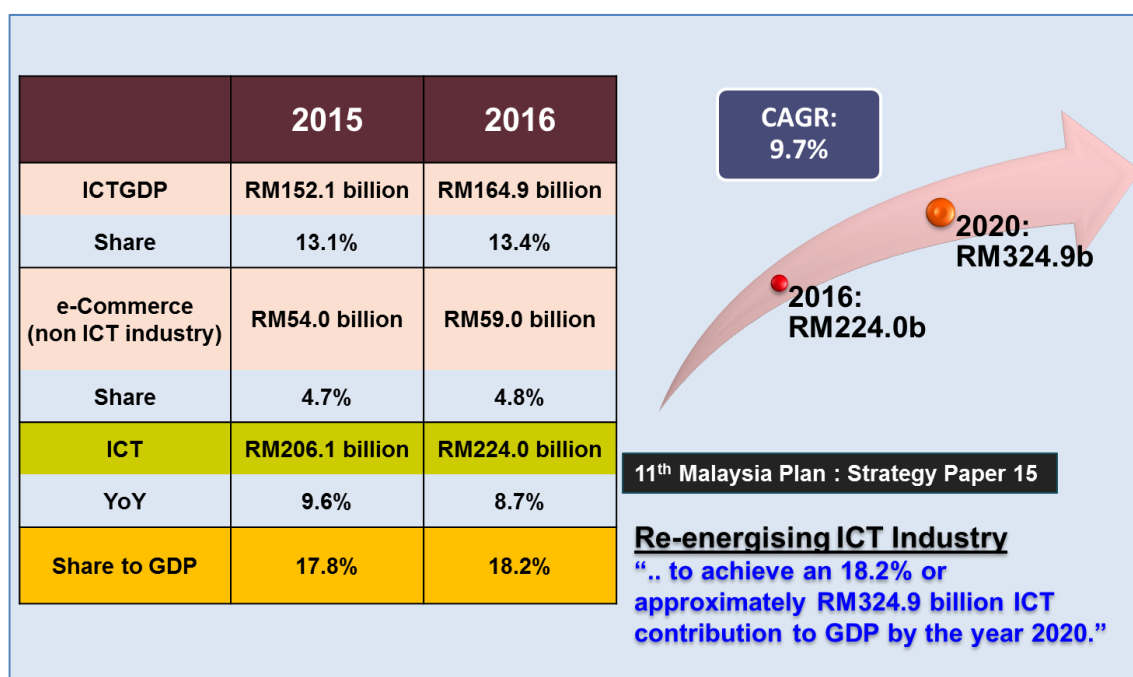 2015 2016
ICTGDP RM152.1 billion RM164.9 billion
Share 13.1% 13.4%
e-Commerce
(non ICT industry) RM54.0 billion RM59.0 billion
Share 4.7% 4.8%
ICT RM206.1 billion RM224.0 billion
YoY 9.6% 8.7%
Share to GDP 17.8% 18.2%
CAGR:
9.7%
2020:
RM324.9b
2016:
RM224.0b
11th Malaysia Plan : Strategy Paper 15
Re-energising ICT Industry
“.. to achieve an 18.2% or
approximately RM324.9 billion ICT
contribution to GDP by the year 2020.”